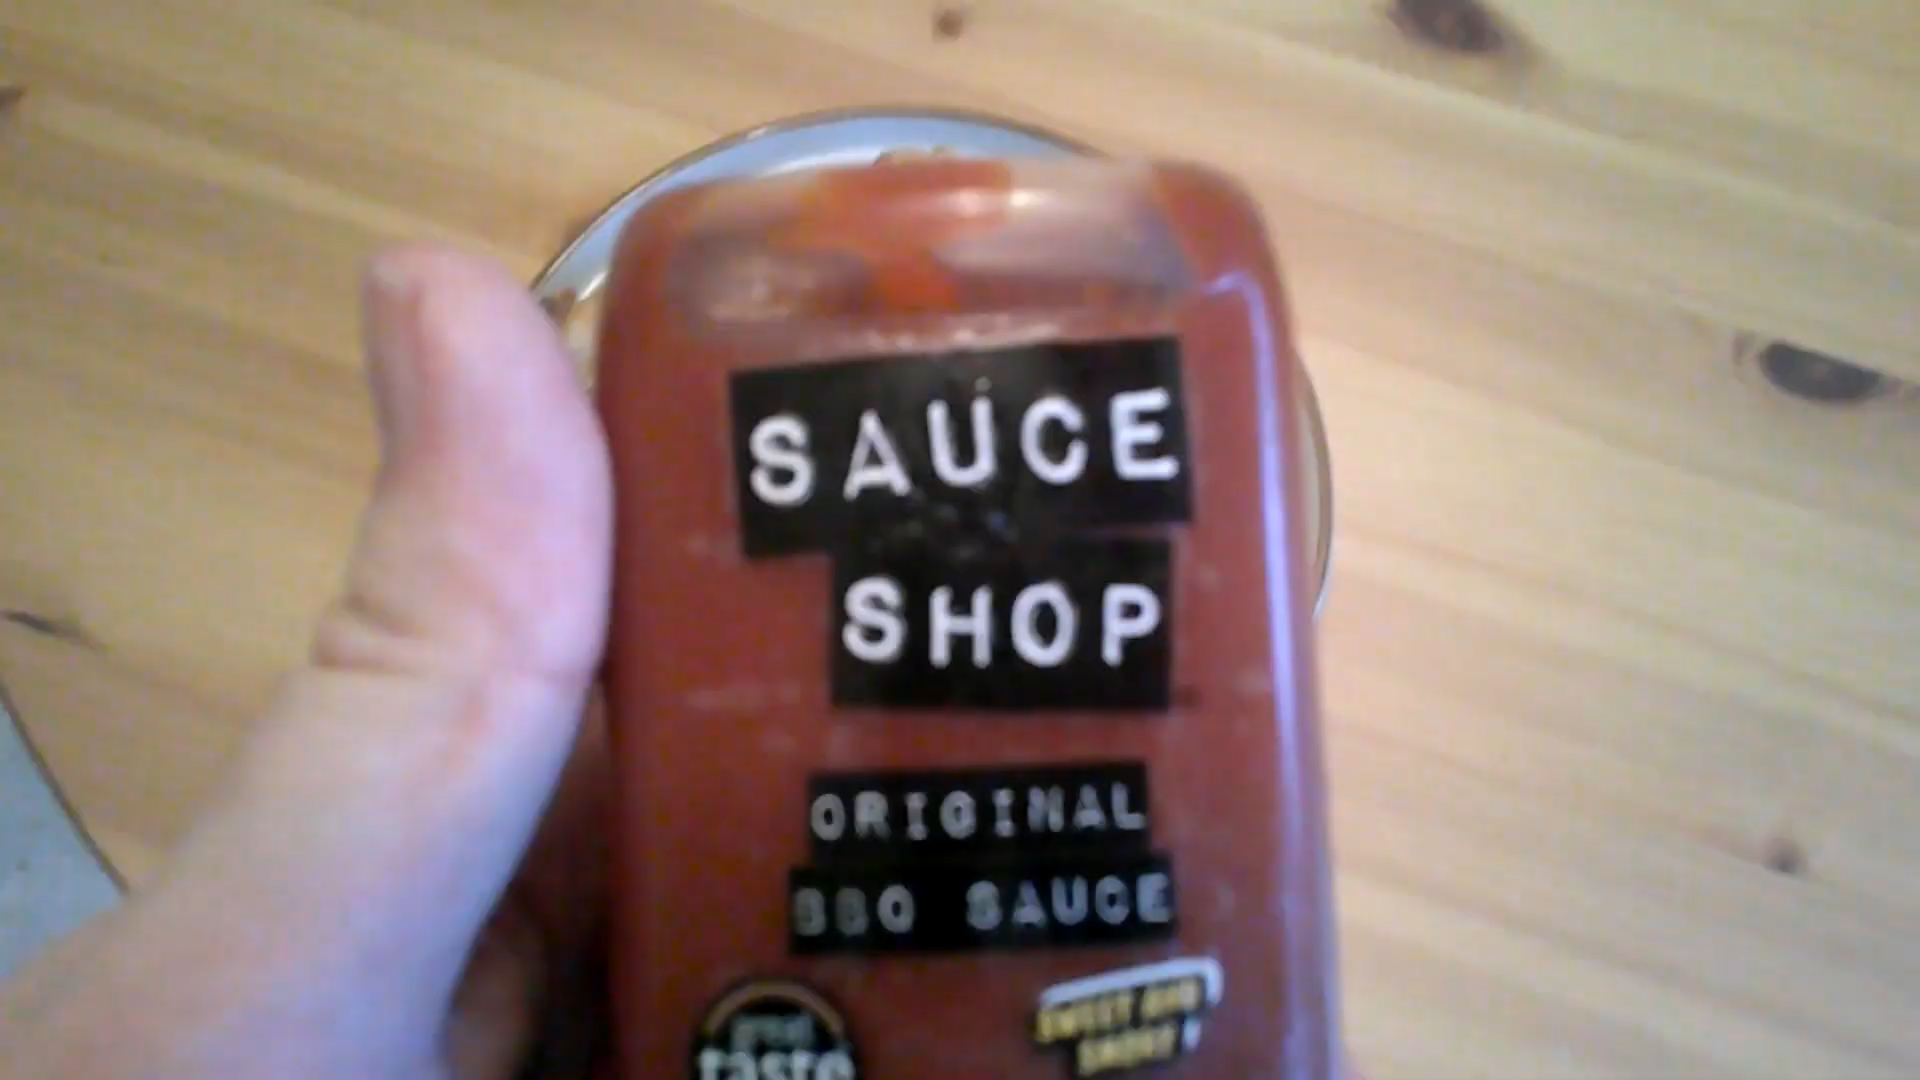 SAUCE
SHOP
ORIGINAL
BBQ SAUCE
great
taste
SWEET AND
SMOKY